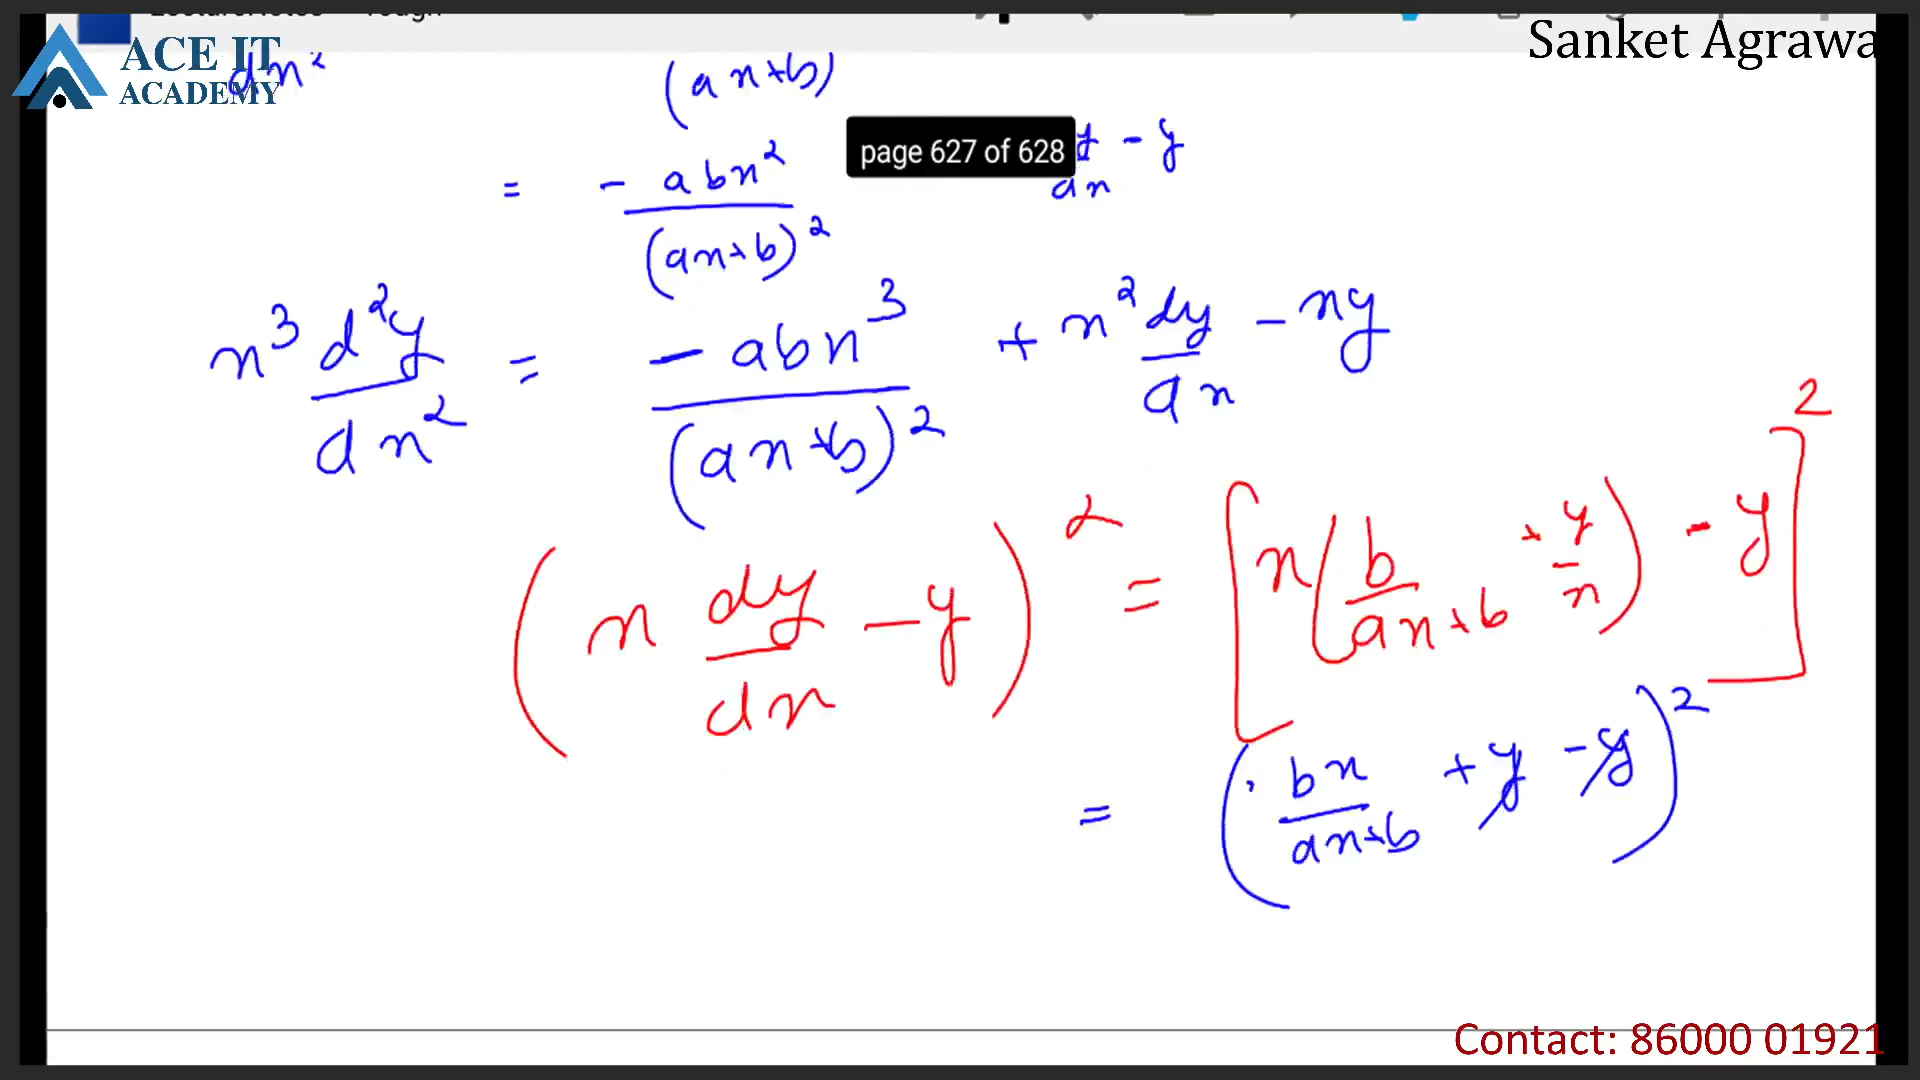 ACE IT
ACADEMY
Sanket Agrawa
dx²
(ax+b)
page 627 of 628
= - abx² / (ax+b)²
dx - y
x³ d²y/dx² = - abx³ / (ax+b)² + x² dy/dx - xy
(x dy/dx - y)² = [x(b/(ax+b) + y/x) - y]²
= (bx/(ax+b) + y - y)²
Contact: 86000 01921